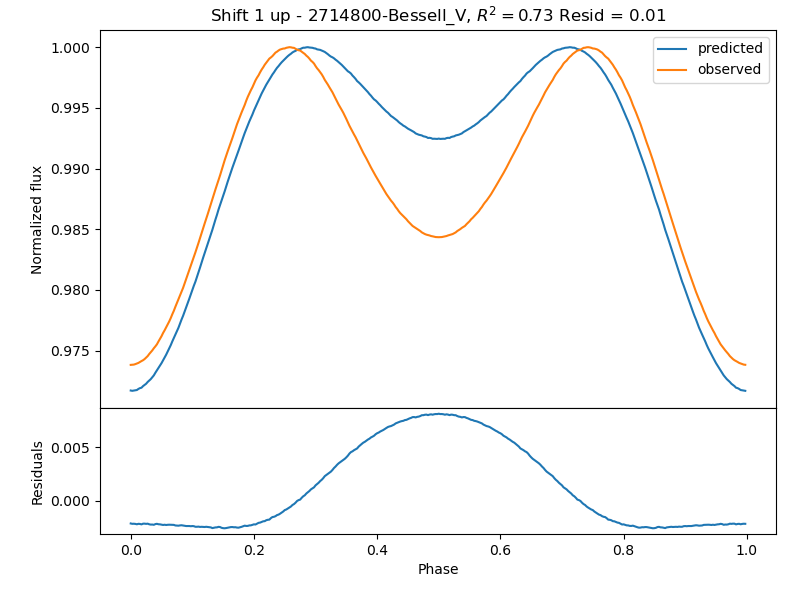 Shift 1 up - 2714800-Bessell_V, R² = 0.73 Resid = 0.01
predicted
observed
1.000
0.995
0.990
0.985
0.980
0.975
Normalized flux
0.005
0.000
Residuals
0.0 0.2 0.4 0.6 0.8 1.0
Phase